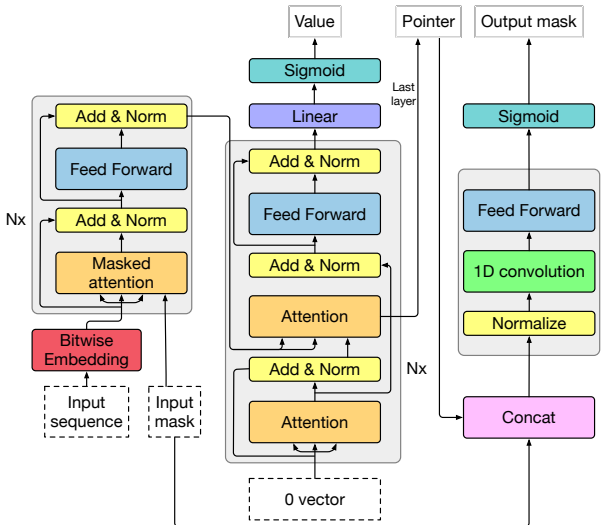 Value
Pointer
Output mask
Sigmoid
Last
layer
Linear
Sigmoid
Add & Norm
Feed Forward
Nx
Add & Norm
Masked
attention
Bitwise
Embedding
Input
sequence
Input
mask
Add & Norm
Feed Forward
Add & Norm
Attention
Add & Norm
Nx
Attention
0 vector
Feed Forward
1D convolution
Normalize
Concat